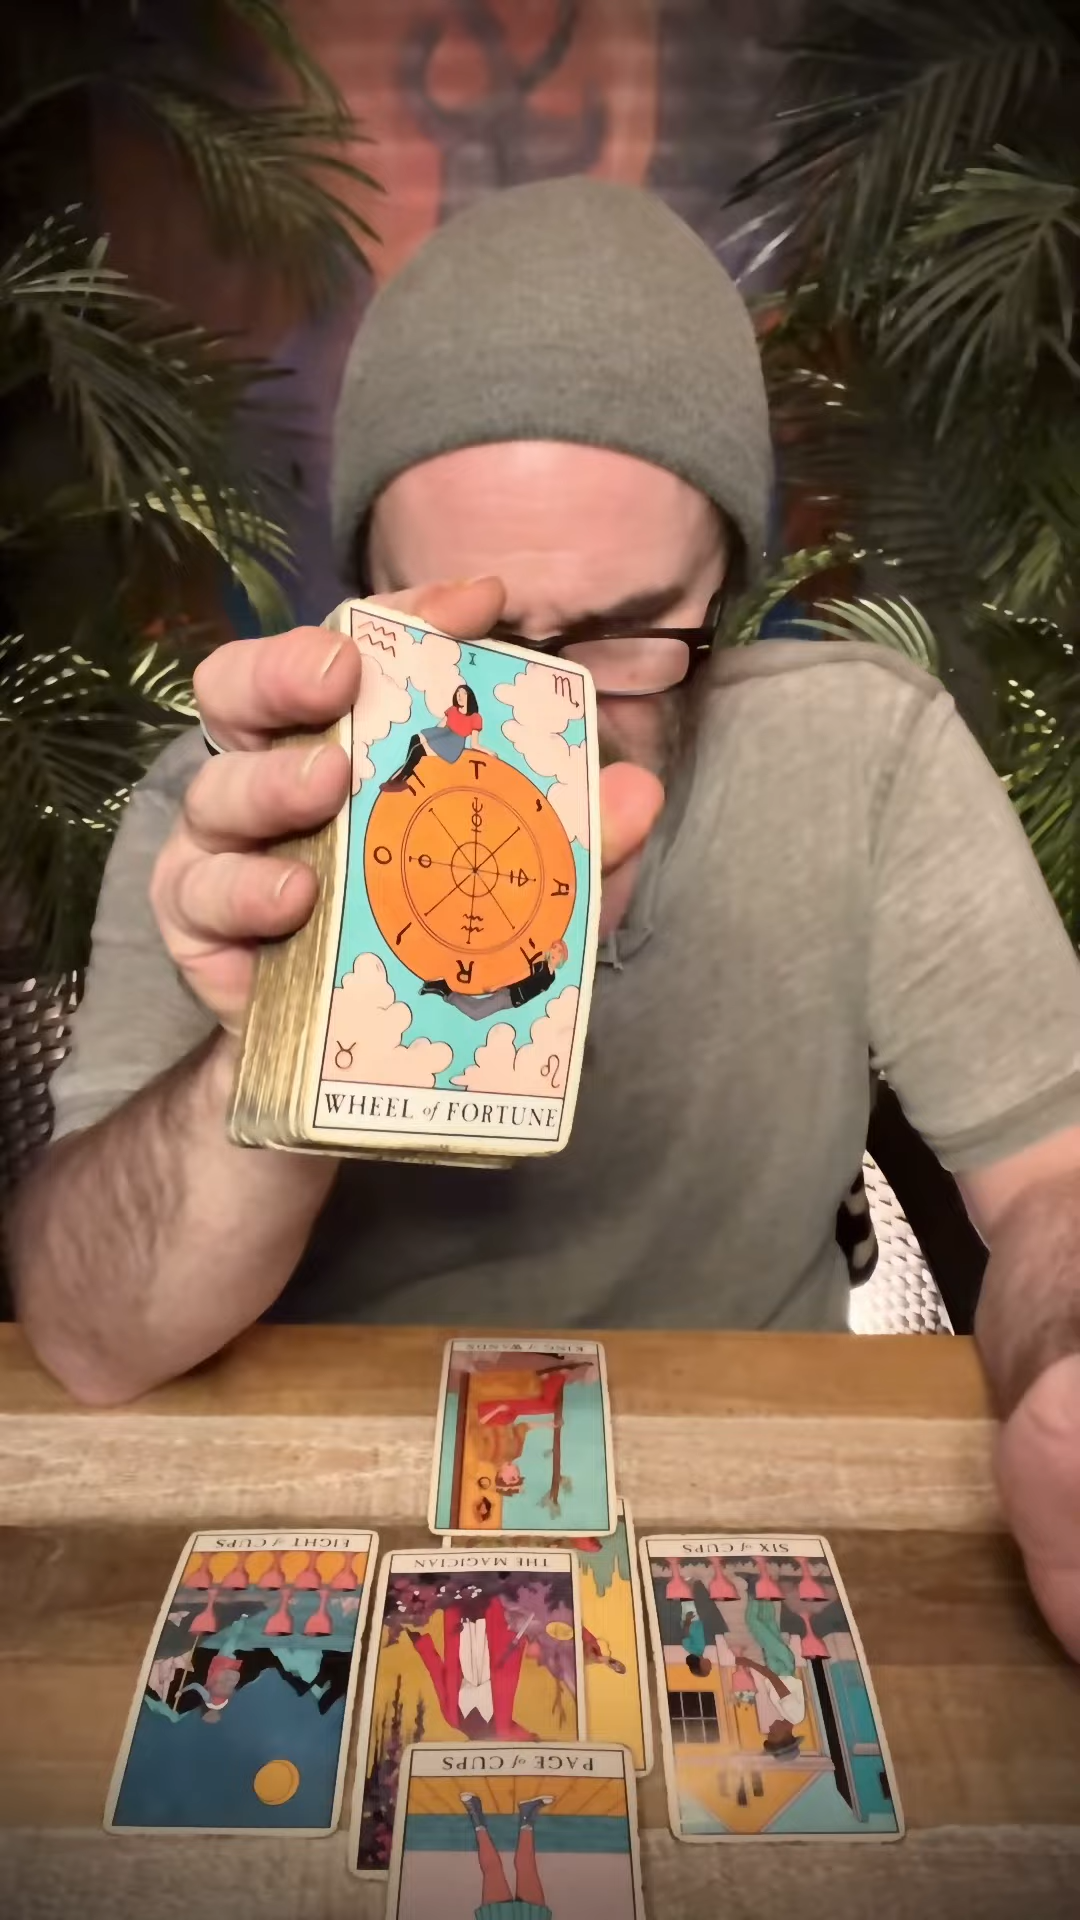 I
T
O
A
R
WHEEL of FORTUNE
KING of WANDS
EIGHT of CUPS
THE MAGICIAN
SIX of CUPS
PAGE of CUPS